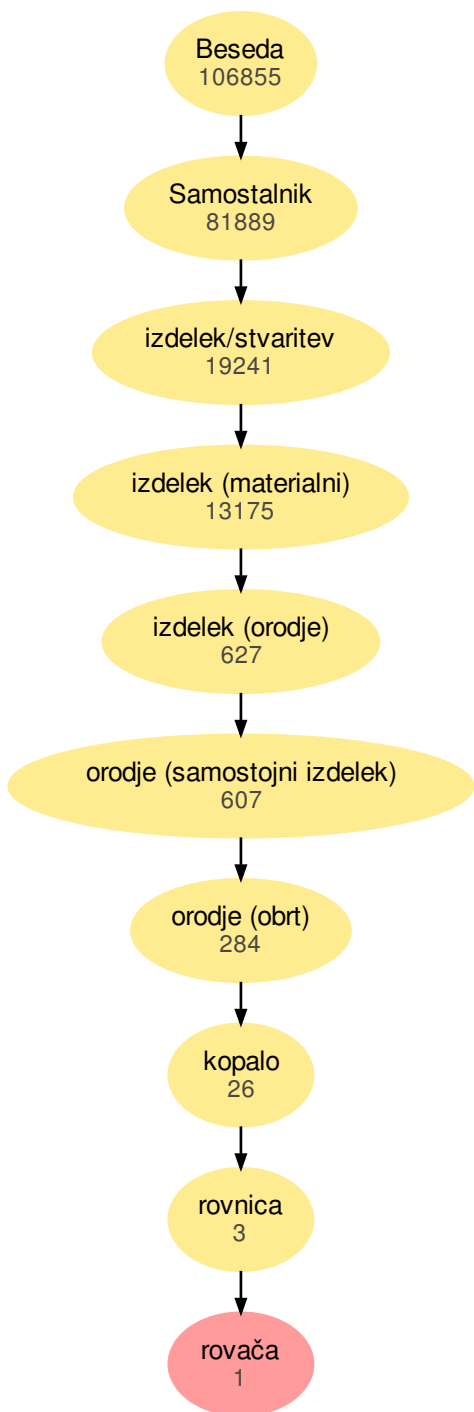 Beseda
106855
Samostalnik
81889
izdelek/stvaritev
19241
izdelek (materialni)
13175
izdelek (orodje)
627
orodje (samostojni izdelek)
607
orodje (obrt)
284
kopalo
26
rovnica
3
rovača
1